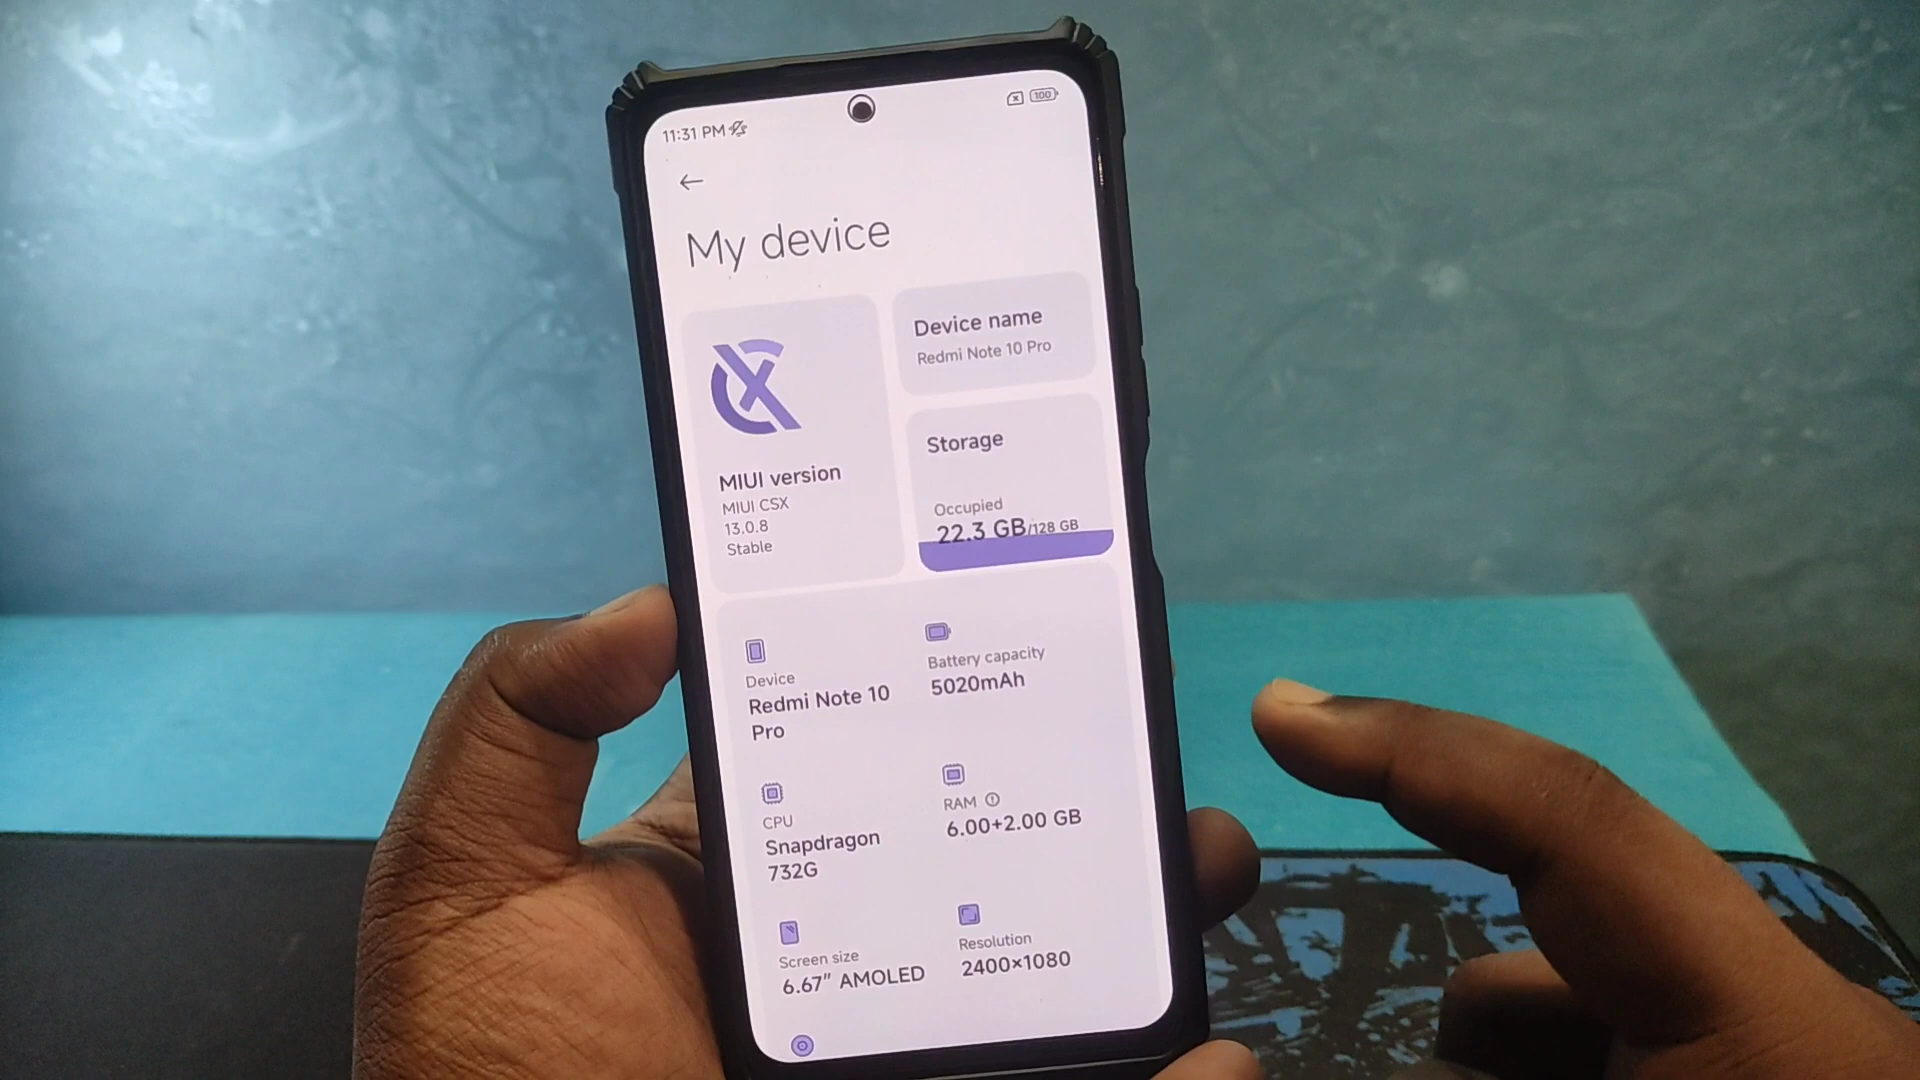 11:31 PM
100
My device
MIUI version
MIUI CSX
13.0.8
Stable
Device name
Redmi Note 10 Pro
Storage
Occupied
22.3 GB/128 GB
Device
Redmi Note 10
Pro
Battery capacity
5020mAh
CPU
Snapdragon
732G
RAM
6.00+2.00 GB
Screen size
6.67" AMOLED
Resolution
2400×1080